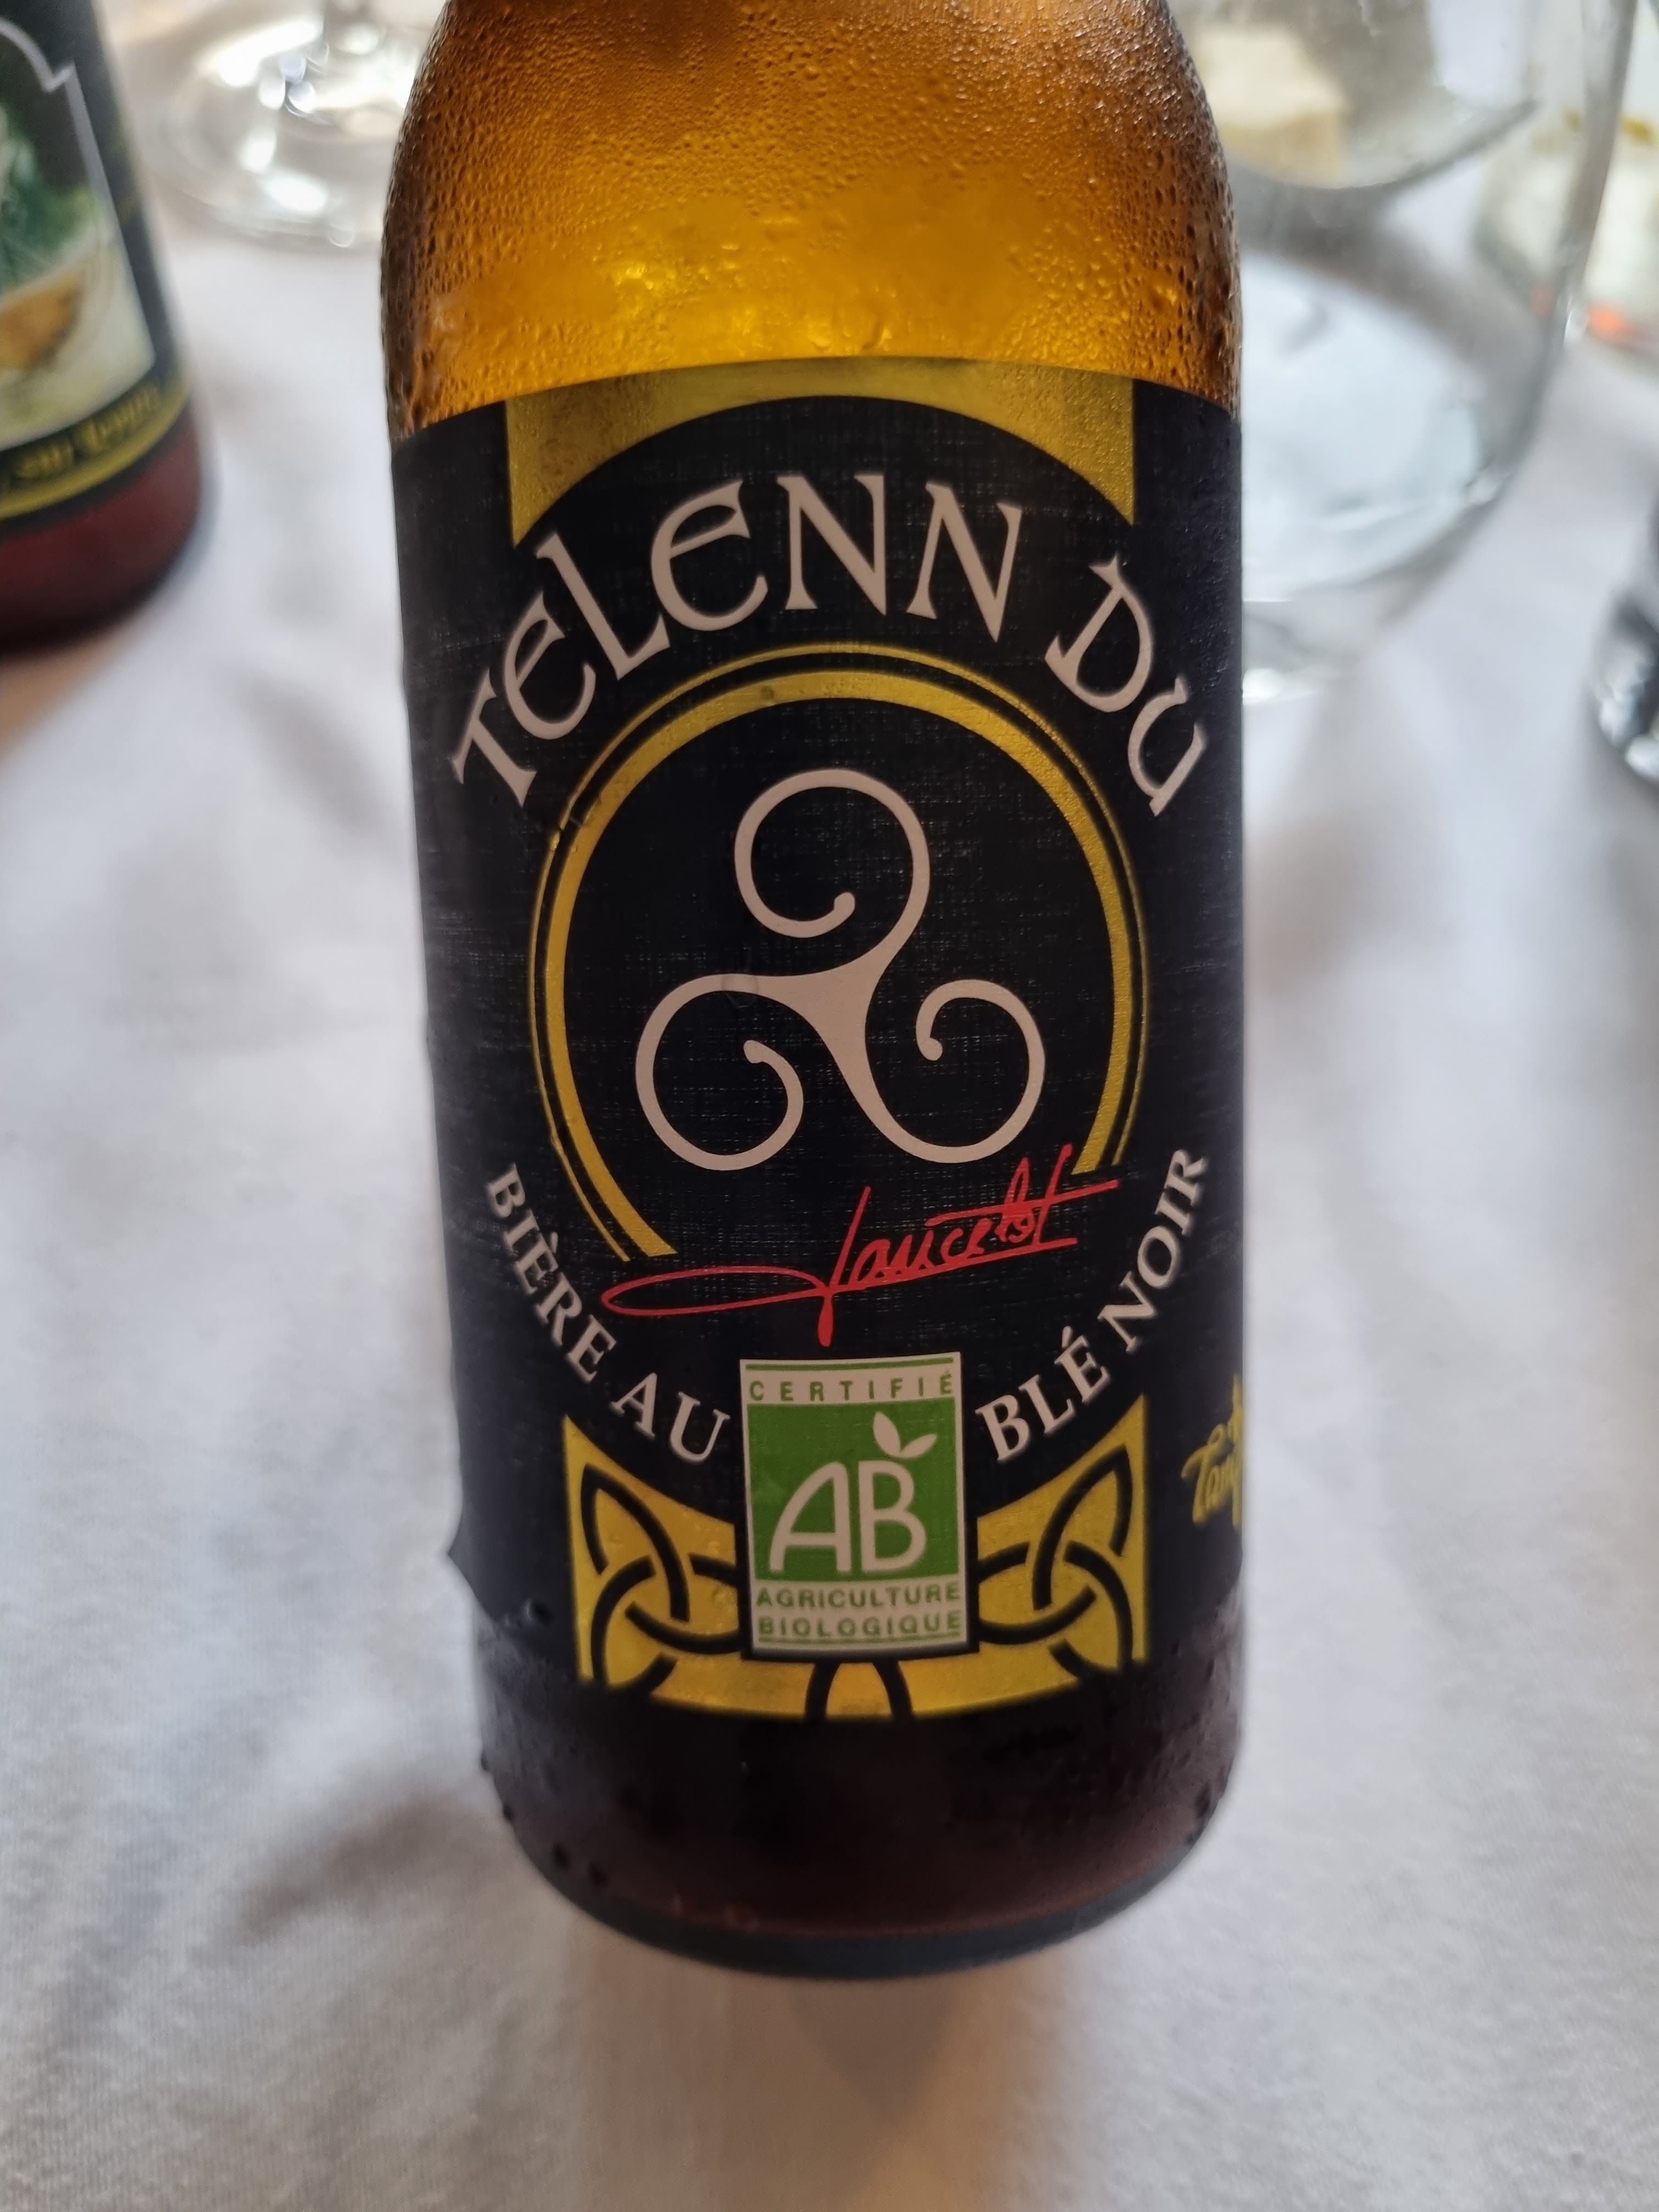 TELENN DU
Lancelot
BIÈRE AU BLÉ NOIR
CERTIFIÉ
AB
AGRICULTURE
BIOLOGIQUE